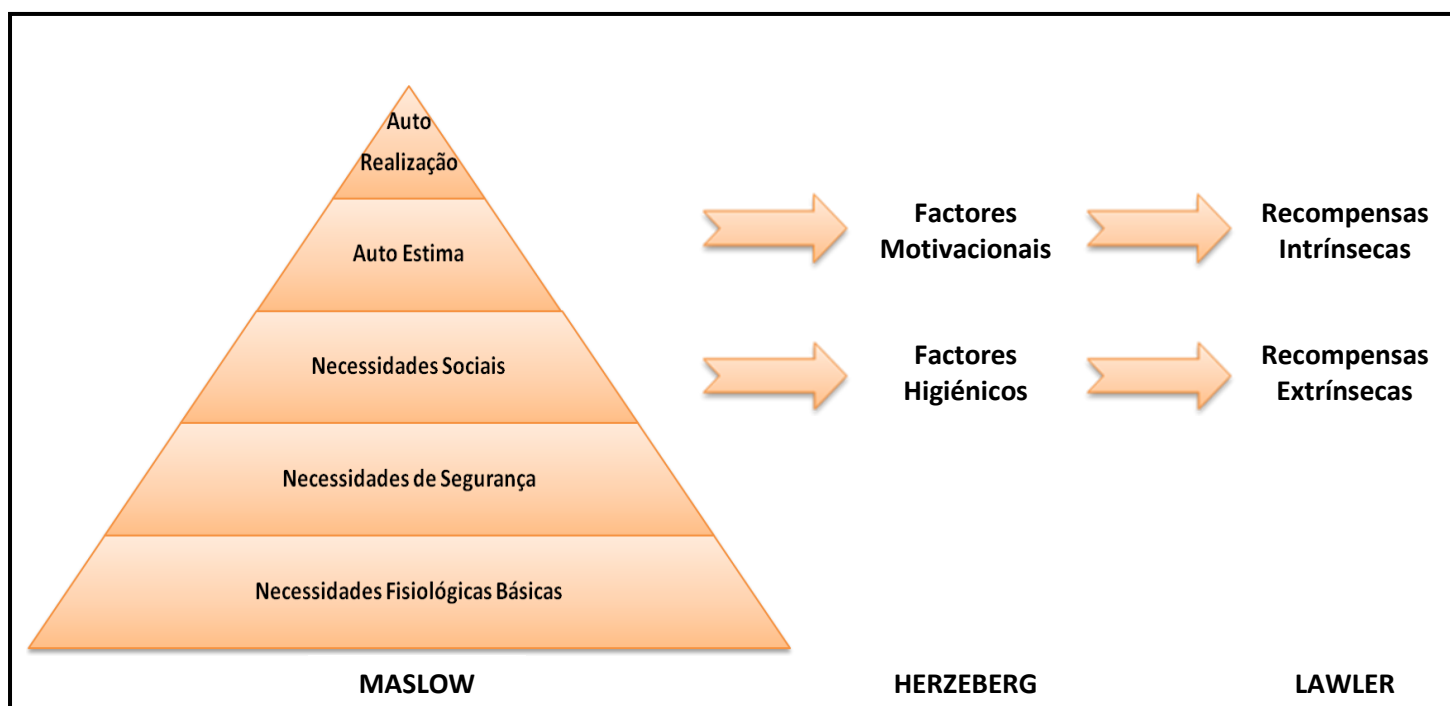 Auto
Realização
Auto Estima
Necessidades Sociais
Necessidades de Segurança
Necessidades Fisiológicas Básicas
Factores
Motivacionais
Recompensas
Intrínsecas
Factores
Higiénicos
Recompensas
Extrínsecas
MASLOW
HERZEBERG
LAWLER